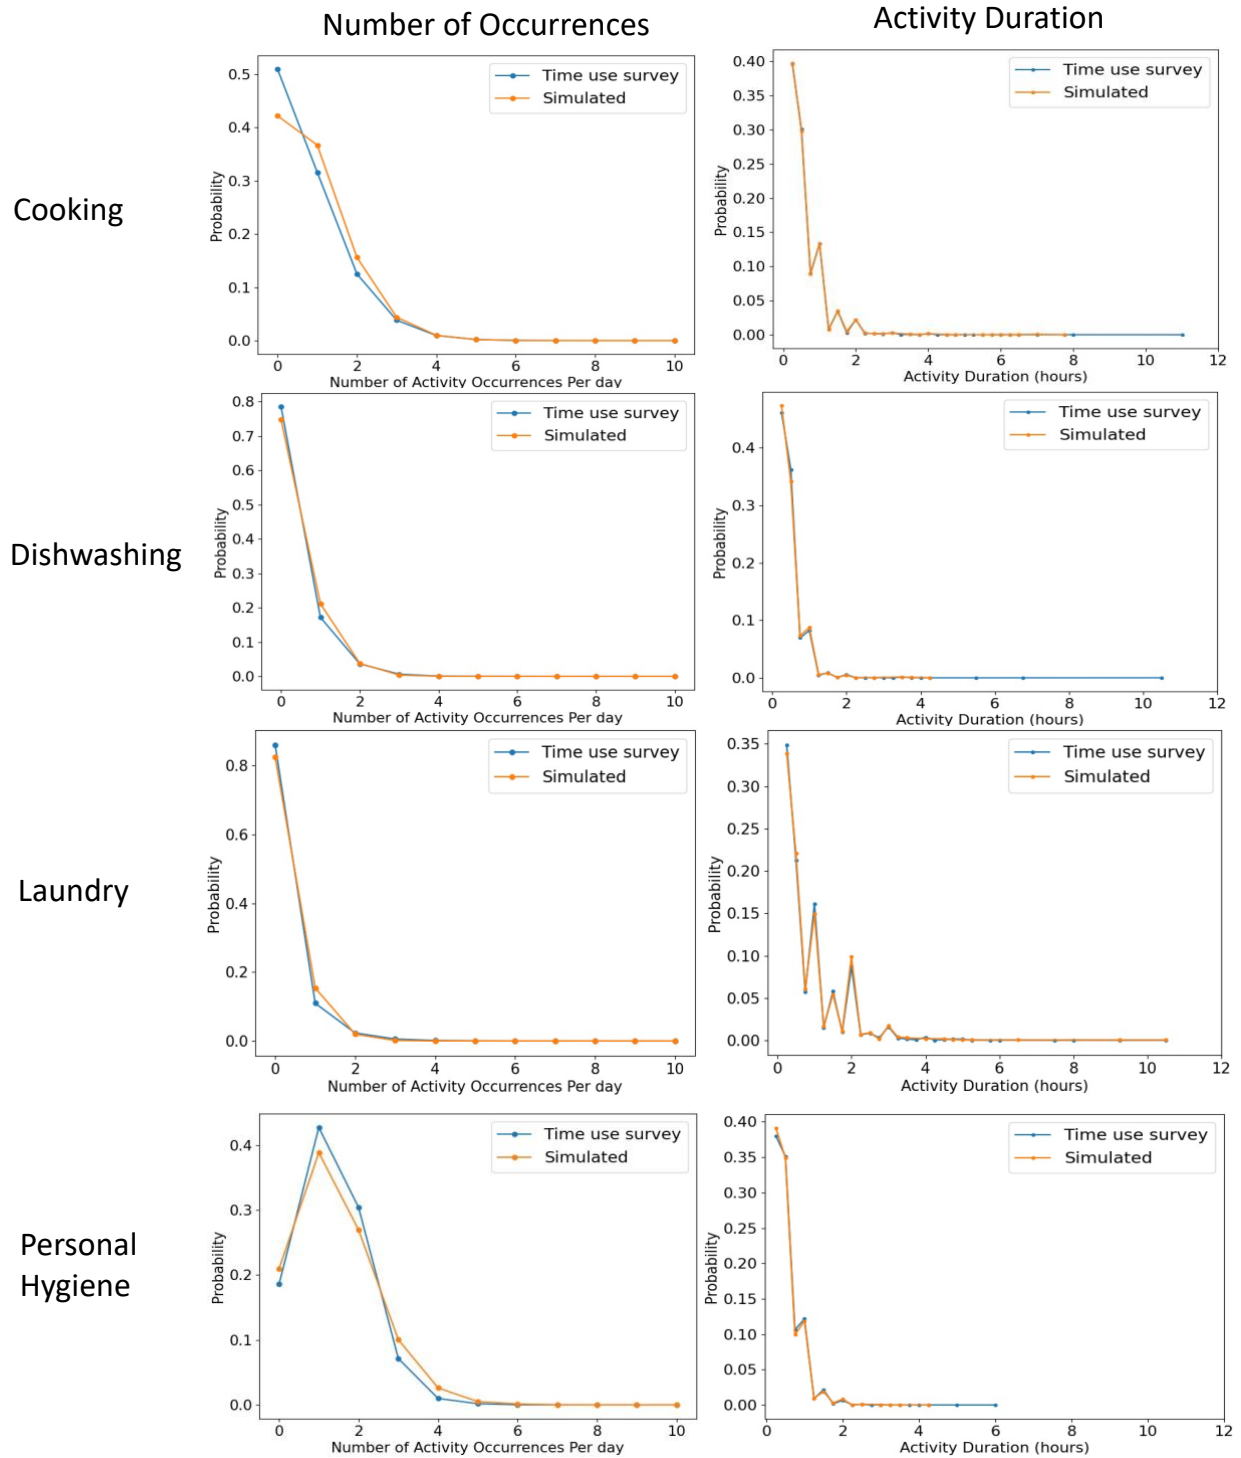 Number of Occurrences
Activity Duration
Cooking
0.5
0.4
0.3
0.2
0.1
0.0
Probability
Time use survey
Simulated
0 2 4 6 8 10
Number of Activity Occurrences Per day
0.40
0.35
0.30
0.25
0.20
0.15
0.10
0.05
0.00
Probability
Time use survey
Simulated
0 2 4 6 8 10 12
Activity Duration (hours)
Dishwashing
0.8
0.7
0.6
0.5
0.4
0.3
0.2
0.1
0.0
Probability
Time use survey
Simulated
0 2 4 6 8 10
Number of Activity Occurrences Per day
0.4
0.3
0.2
0.1
0.0
Probability
Time use survey
Simulated
0 2 4 6 8 10 12
Activity Duration (hours)
Laundry
0.8
0.6
0.4
0.2
0.0
Probability
Time use survey
Simulated
0 2 4 6 8 10
Number of Activity Occurrences Per day
0.35
0.30
0.25
0.20
0.15
0.10
0.05
0.00
Probability
Time use survey
Simulated
0 2 4 6 8 10 12
Activity Duration (hours)
Personal
Hygiene
0.4
0.3
0.2
0.1
0.0
Probability
Time use survey
Simulated
0 2 4 6 8 10
Number of Activity Occurrences Per day
0.40
0.35
0.30
0.25
0.20
0.15
0.10
0.05
0.00
Probability
Time use survey
Simulated
0 2 4 6 8 10 12
Activity Duration (hours)